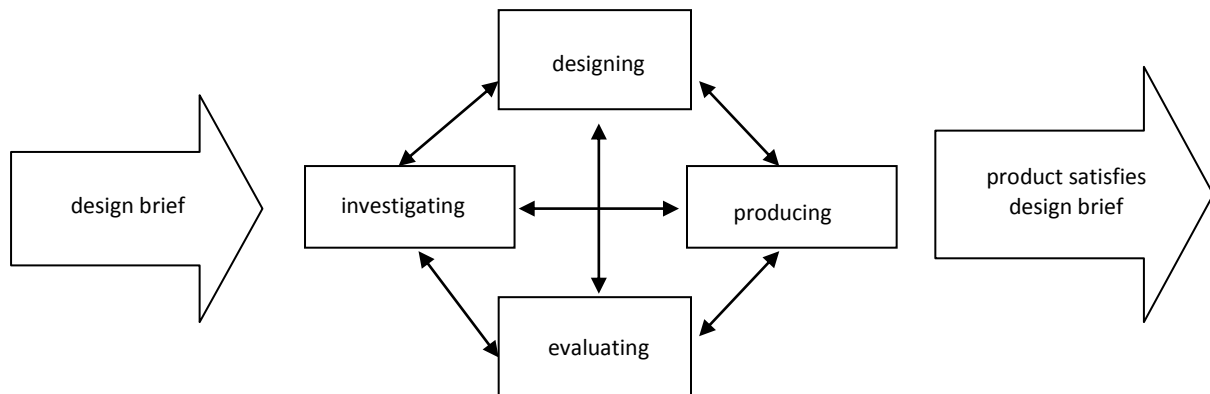 designing
design brief
investigating
producing
product satisfies
design brief
evaluating